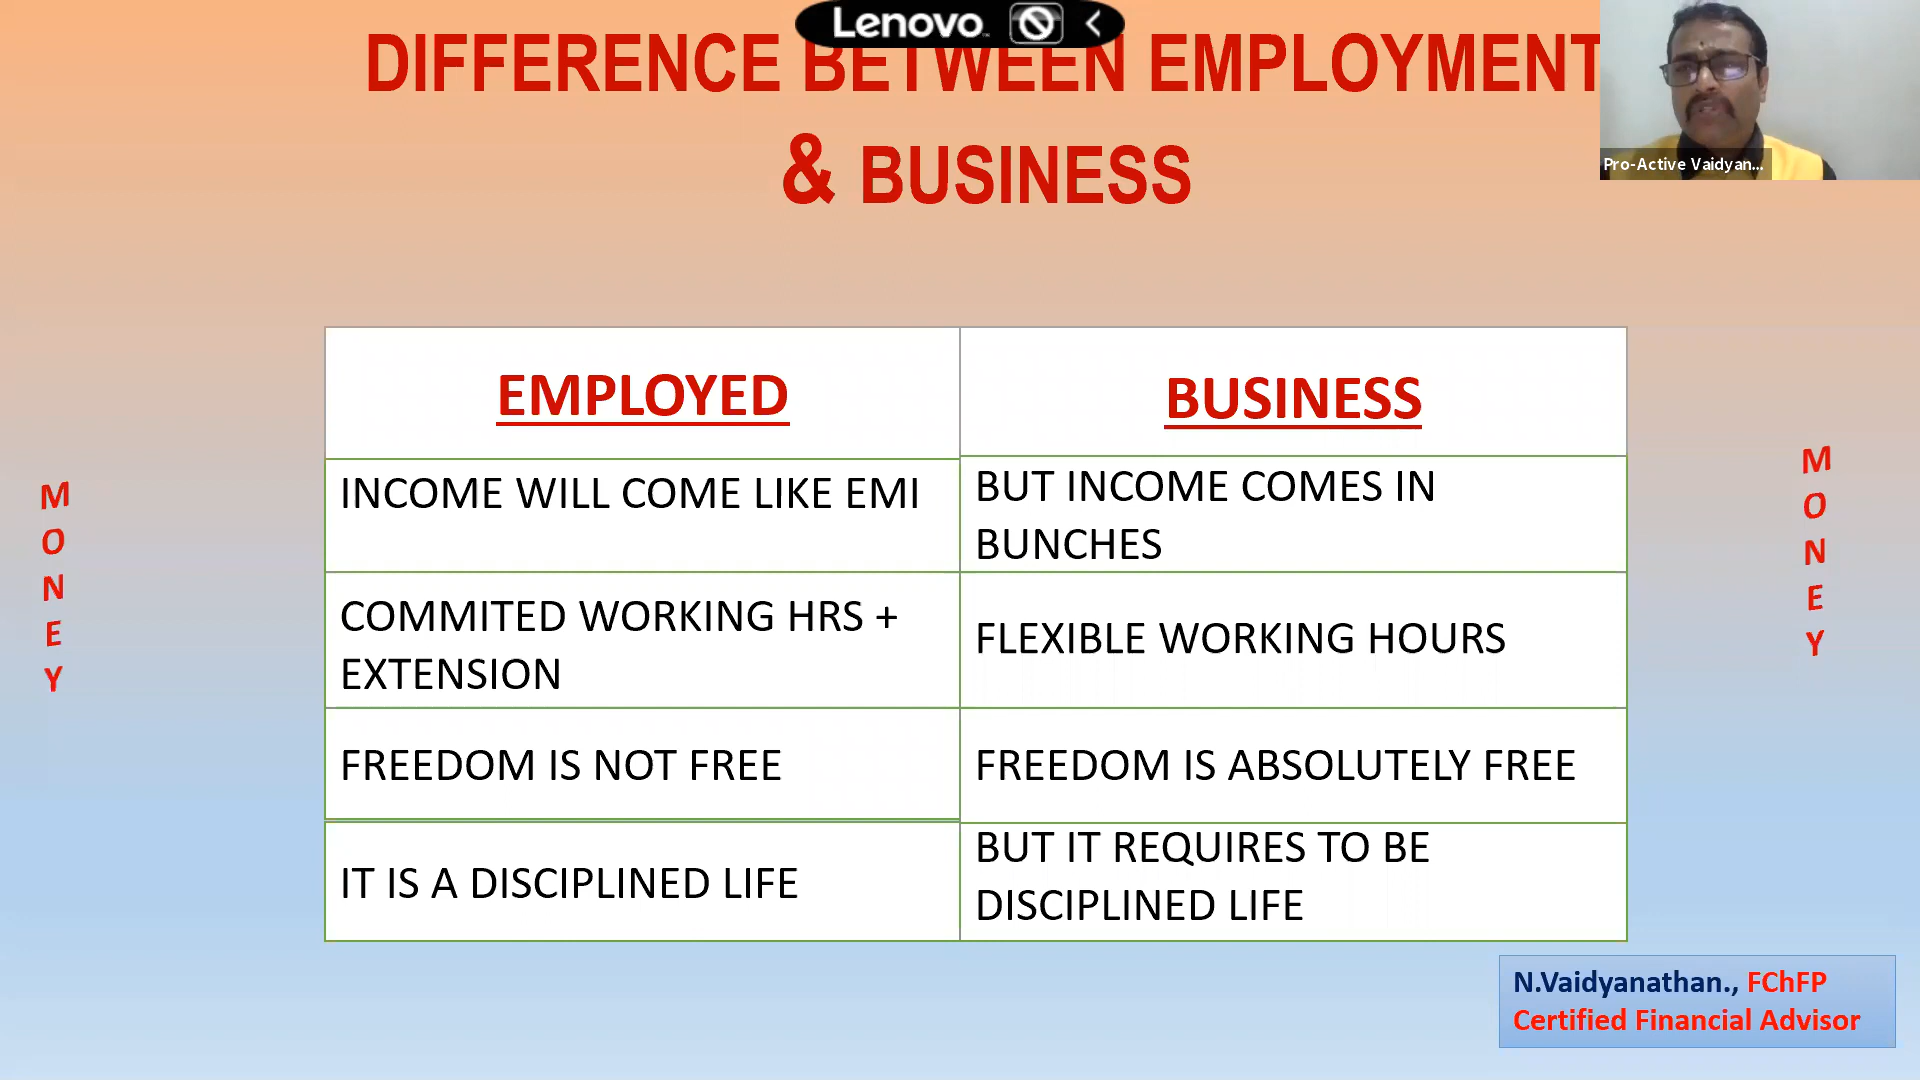 Lenovo
DIFFERENCE BETWEEN EMPLOYMENT
& BUSINESS
Pro-Active Vaidyan...
EMPLOYED
BUSINESS
INCOME WILL COME LIKE EMI
BUT INCOME COMES IN
BUNCHES
COMMITED WORKING HRS +
EXTENSION
FLEXIBLE WORKING HOURS
FREEDOM IS NOT FREE
FREEDOM IS ABSOLUTELY FREE
IT IS A DISCIPLINED LIFE
BUT IT REQUIRES TO BE
DISCIPLINED LIFE
M
O
N
E
Y
M
O
N
E
Y
N.Vaidyanathan., FChFP
Certified Financial Advisor